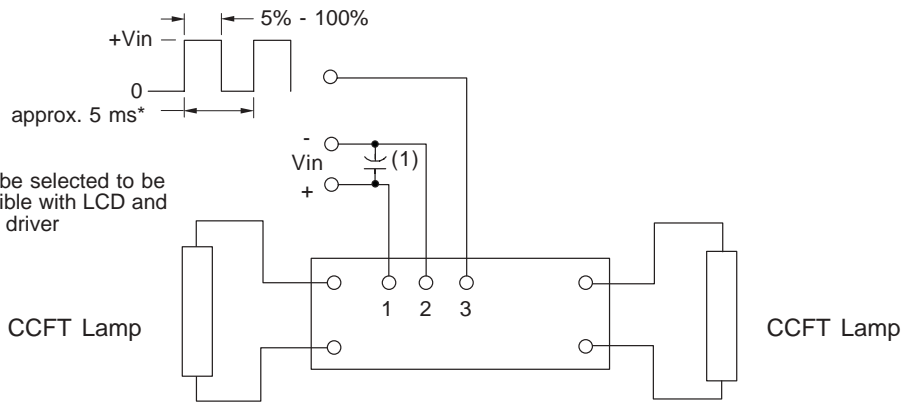 5% - 100%
+Vin
0
approx. 5 ms*
-
Vin
+
(1)
be selected to be
ible with LCD and
driver
1 2 3
CCFT Lamp
CCFT Lamp